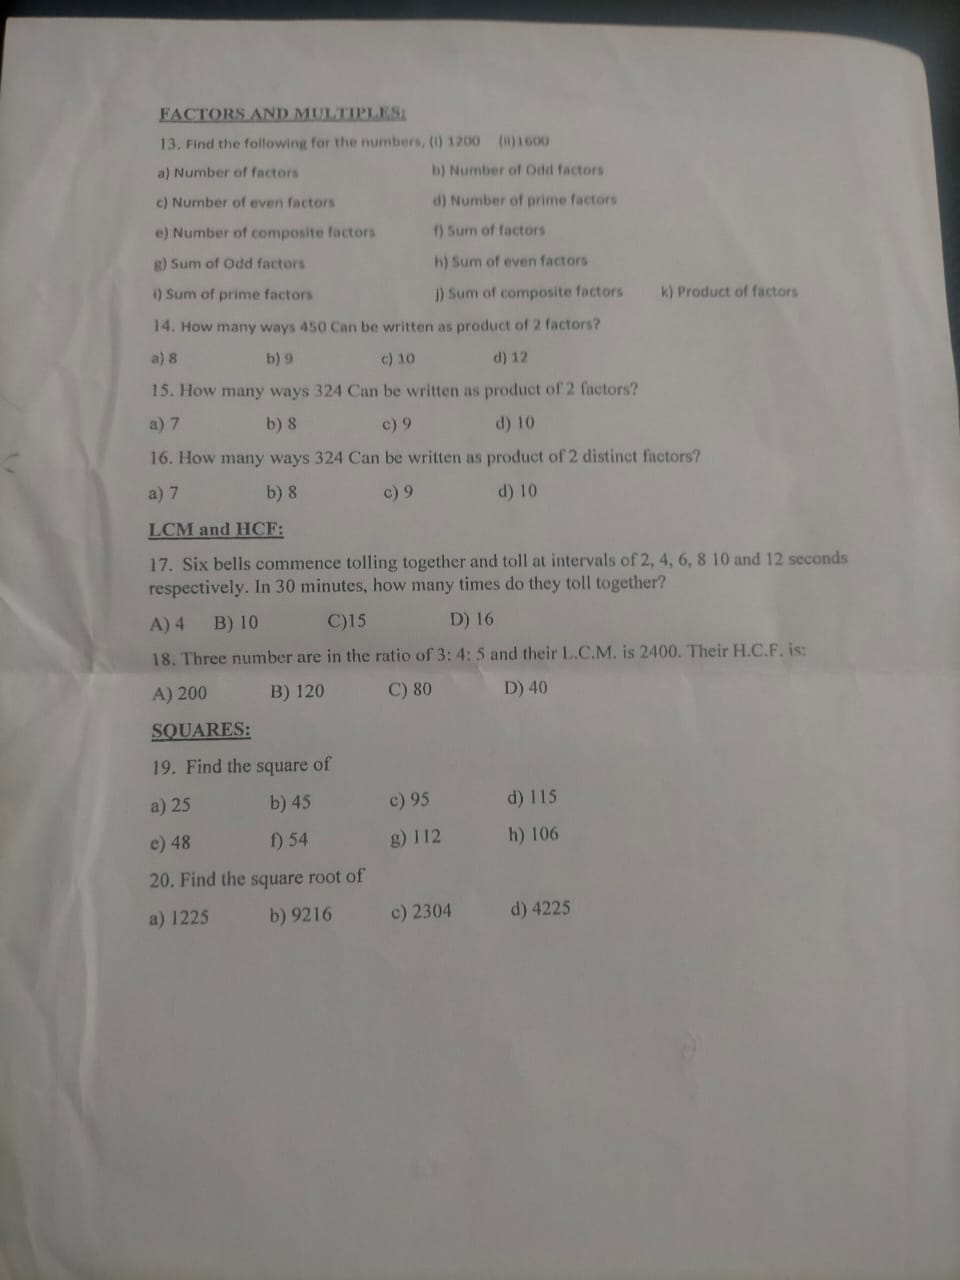 FACTORS AND MULTIPLES:
13. Find the following for the numbers, (i) 1200 (ii)1600
a) Number of factors b) Number of Odd factors
c) Number of even factors d) Number of prime factors
e) Number of composite factors f) Sum of factors
g) Sum of Odd factors h) Sum of even factors
i) Sum of prime factors j) Sum of composite factors k) Product of factors
14. How many ways 450 Can be written as product of 2 factors?
a) 8 b) 9 c) 10 d) 12
15. How many ways 324 Can be written as product of 2 factors?
a) 7 b) 8 c) 9 d) 10
16. How many ways 324 Can be written as product of 2 distinct factors?
a) 7 b) 8 c) 9 d) 10
LCM and HCF:
17. Six bells commence tolling together and toll at intervals of 2, 4, 6, 8 10 and 12 seconds
respectively. In 30 minutes, how many times do they toll together?
A) 4 B) 10 C)15 D) 16
18. Three number are in the ratio of 3: 4: 5 and their L.C.M. is 2400. Their H.C.F. is:
A) 200 B) 120 C) 80 D) 40
SQUARES:
19. Find the square of
a) 25 b) 45 c) 95 d) 115
e) 48 f) 54 g) 112 h) 106
20. Find the square root of
a) 1225 b) 9216 c) 2304 d) 4225